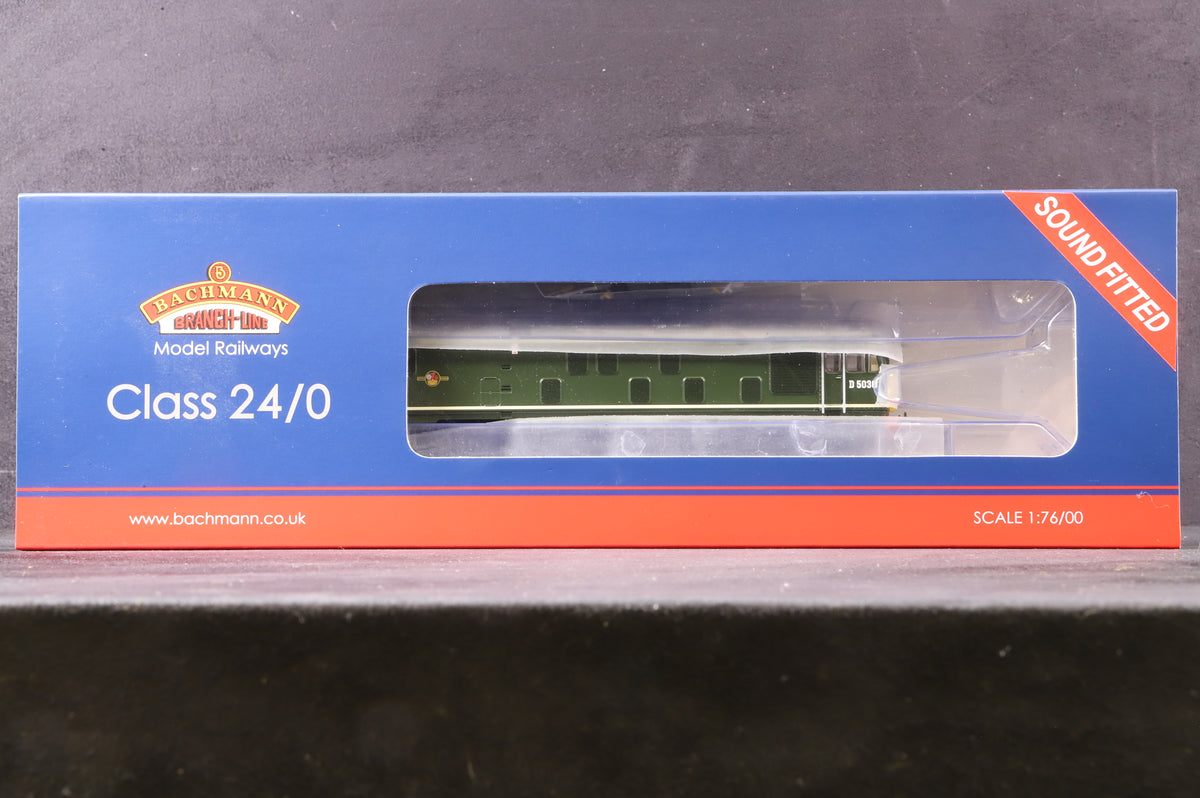 SOUND FITTED
B
BACHMANN
BRANCH-LINE
Model Railways
Class 24/0
www.bachmann.co.uk
SCALE 1:76/00